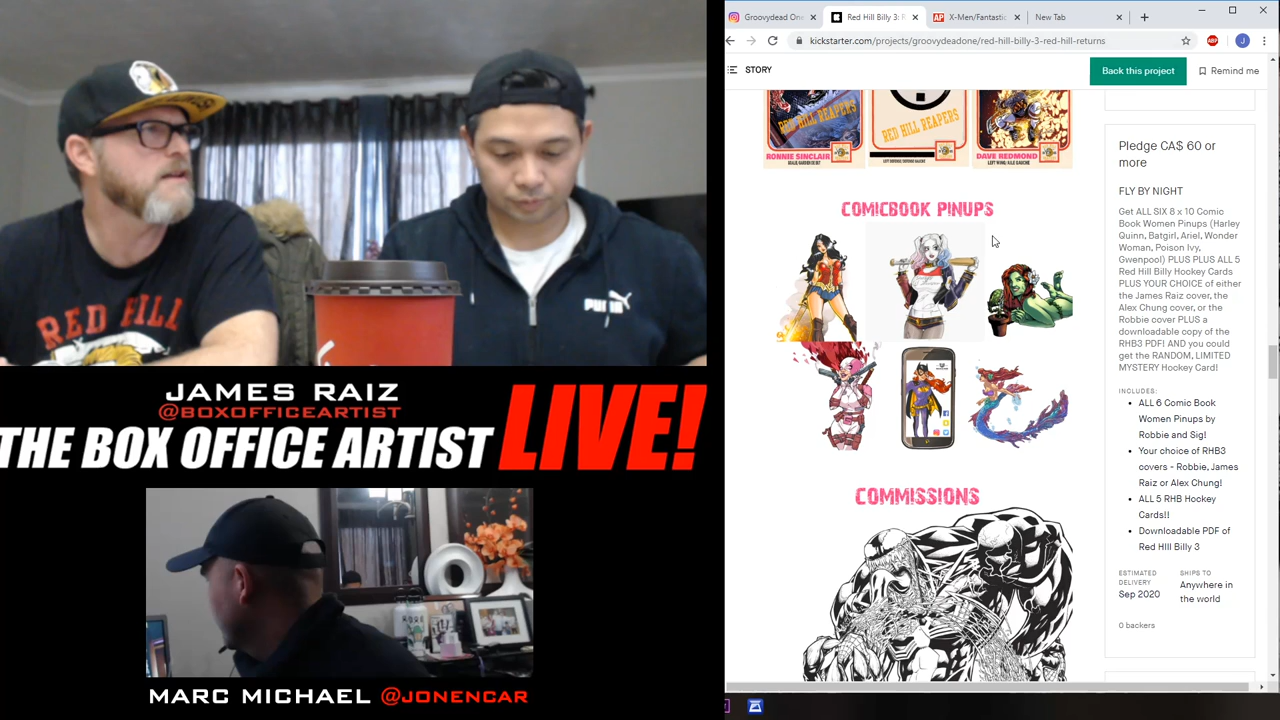 RED HILL
PUMA
JAMES RAIZ
@BOXOFFICEARTIST
THE BOX OFFICE ARTIST LIVE!
MARC MICHAEL @JONENCAR
Groovydead One
Red Hill Billy 3: R
X-Men/Fantastic
New Tab
kickstarter.com/projects/groovydeadone/red-hill-billy-3-red-hill-returns
ABP
J
STORY
Back this project
Remind me
RED HILL REAPERS
RED HILL REAPERS
RONNIE SINCLAIR
DAVE REDMOND
COMICBOOK PINUPS
COMMISSIONS
Pledge CA$ 60 or
more
FLY BY NIGHT
Get ALL SIX 8 x 10 Comic
Book Women Pinups (Harley
Quinn, Batgirl, Ariel, Wonder
Woman, Poison Ivy,
Gwenpool) PLUS PLUS ALL 5
Red Hill Billy Hockey Cards
PLUS YOUR CHOICE of either
the James Raiz cover, the
Alex Chung cover, or the
Robbie cover PLUS a
downloadable copy of the
RHB3 PDF! AND you could
get the RANDOM, LIMITED
MYSTERY Hockey Card!
INCLUDES:
ALL 6 Comic Book
Women Pinups by
Robbie and Sig!
Your choice of RHB3
covers - Robbie, James
Raiz or Alex Chung!
ALL 5 RHB Hockey
Cards!!
Downloadable PDF of
Red HIll Billy 3
ESTIMATED
DELIVERY
Sep 2020
SHIPS TO
Anywhere in
the world
0 backers